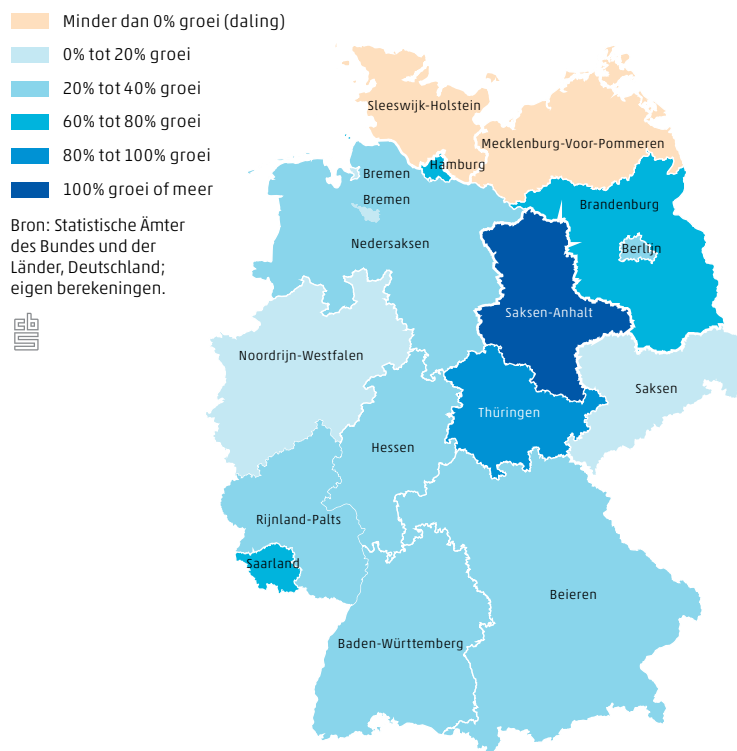 Minder dan 0% groei (daling)
0% tot 20% groei
20% tot 40% groei
60% tot 80% groei
80% tot 100% groei
100% groei of meer
Bron: Statistische Ämter
des Bundes und der
Länder, Deutschland;
eigen berekeningen.
cbs
Sleeswijk-Holstein
Mecklenburg-Voor-Pommeren
Hamburg
Bremen
Bremen
Brandenburg
Nedersaksen
Berlijn
Saksen-Anhalt
Noordrijn-Westfalen
Saksen
Thüringen
Hessen
Rijnland-Palts
Saarland
Beieren
Baden-Württemberg